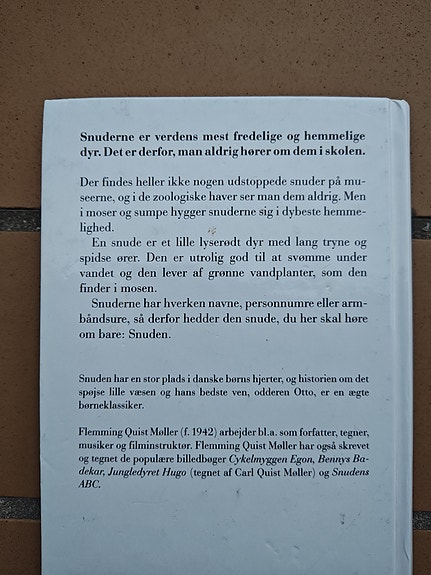 Snuderne er verdens mest fredelige og hemmelige
dyr. Det er derfor, man aldrig hører om dem i skolen.
Der findes heller ikke nogen udstoppede snuder på mu-
seerne, og i de zoologiske haver ser man dem aldrig. Men
i moser og sumpe hygger snuderne sig i dybeste hemme-
lighed.
En snude er et lille lyserødt dyr med lang tryne og
spidse ører. Den er utrolig god til at svømme under
vandet og den lever af grønne vandplanter, som den
finder i mosen.
Snuderne har hverken navne, personnumre eller arm-
båndsure, så derfor hedder den snude, du her skal høre
om bare: Snuden.
Snuden har en stor plads i danske børns hjerter, og historien om det
spøjse lille væsen og hans bedste ven, odderen Otto, er en ægte
børneklassiker.
Flemming Quist Møller (f. 1942) arbejder bl.a. som forfatter, tegner,
musiker og filminstruktør. Flemming Quist Møller har også skrevet
og tegnet de populære billedbøger Cykelmyggen Egon, Bennys Ba-
dekar, Jungledyret Hugo (tegnet af Carl Quist Møller) og Snudens
ABC.